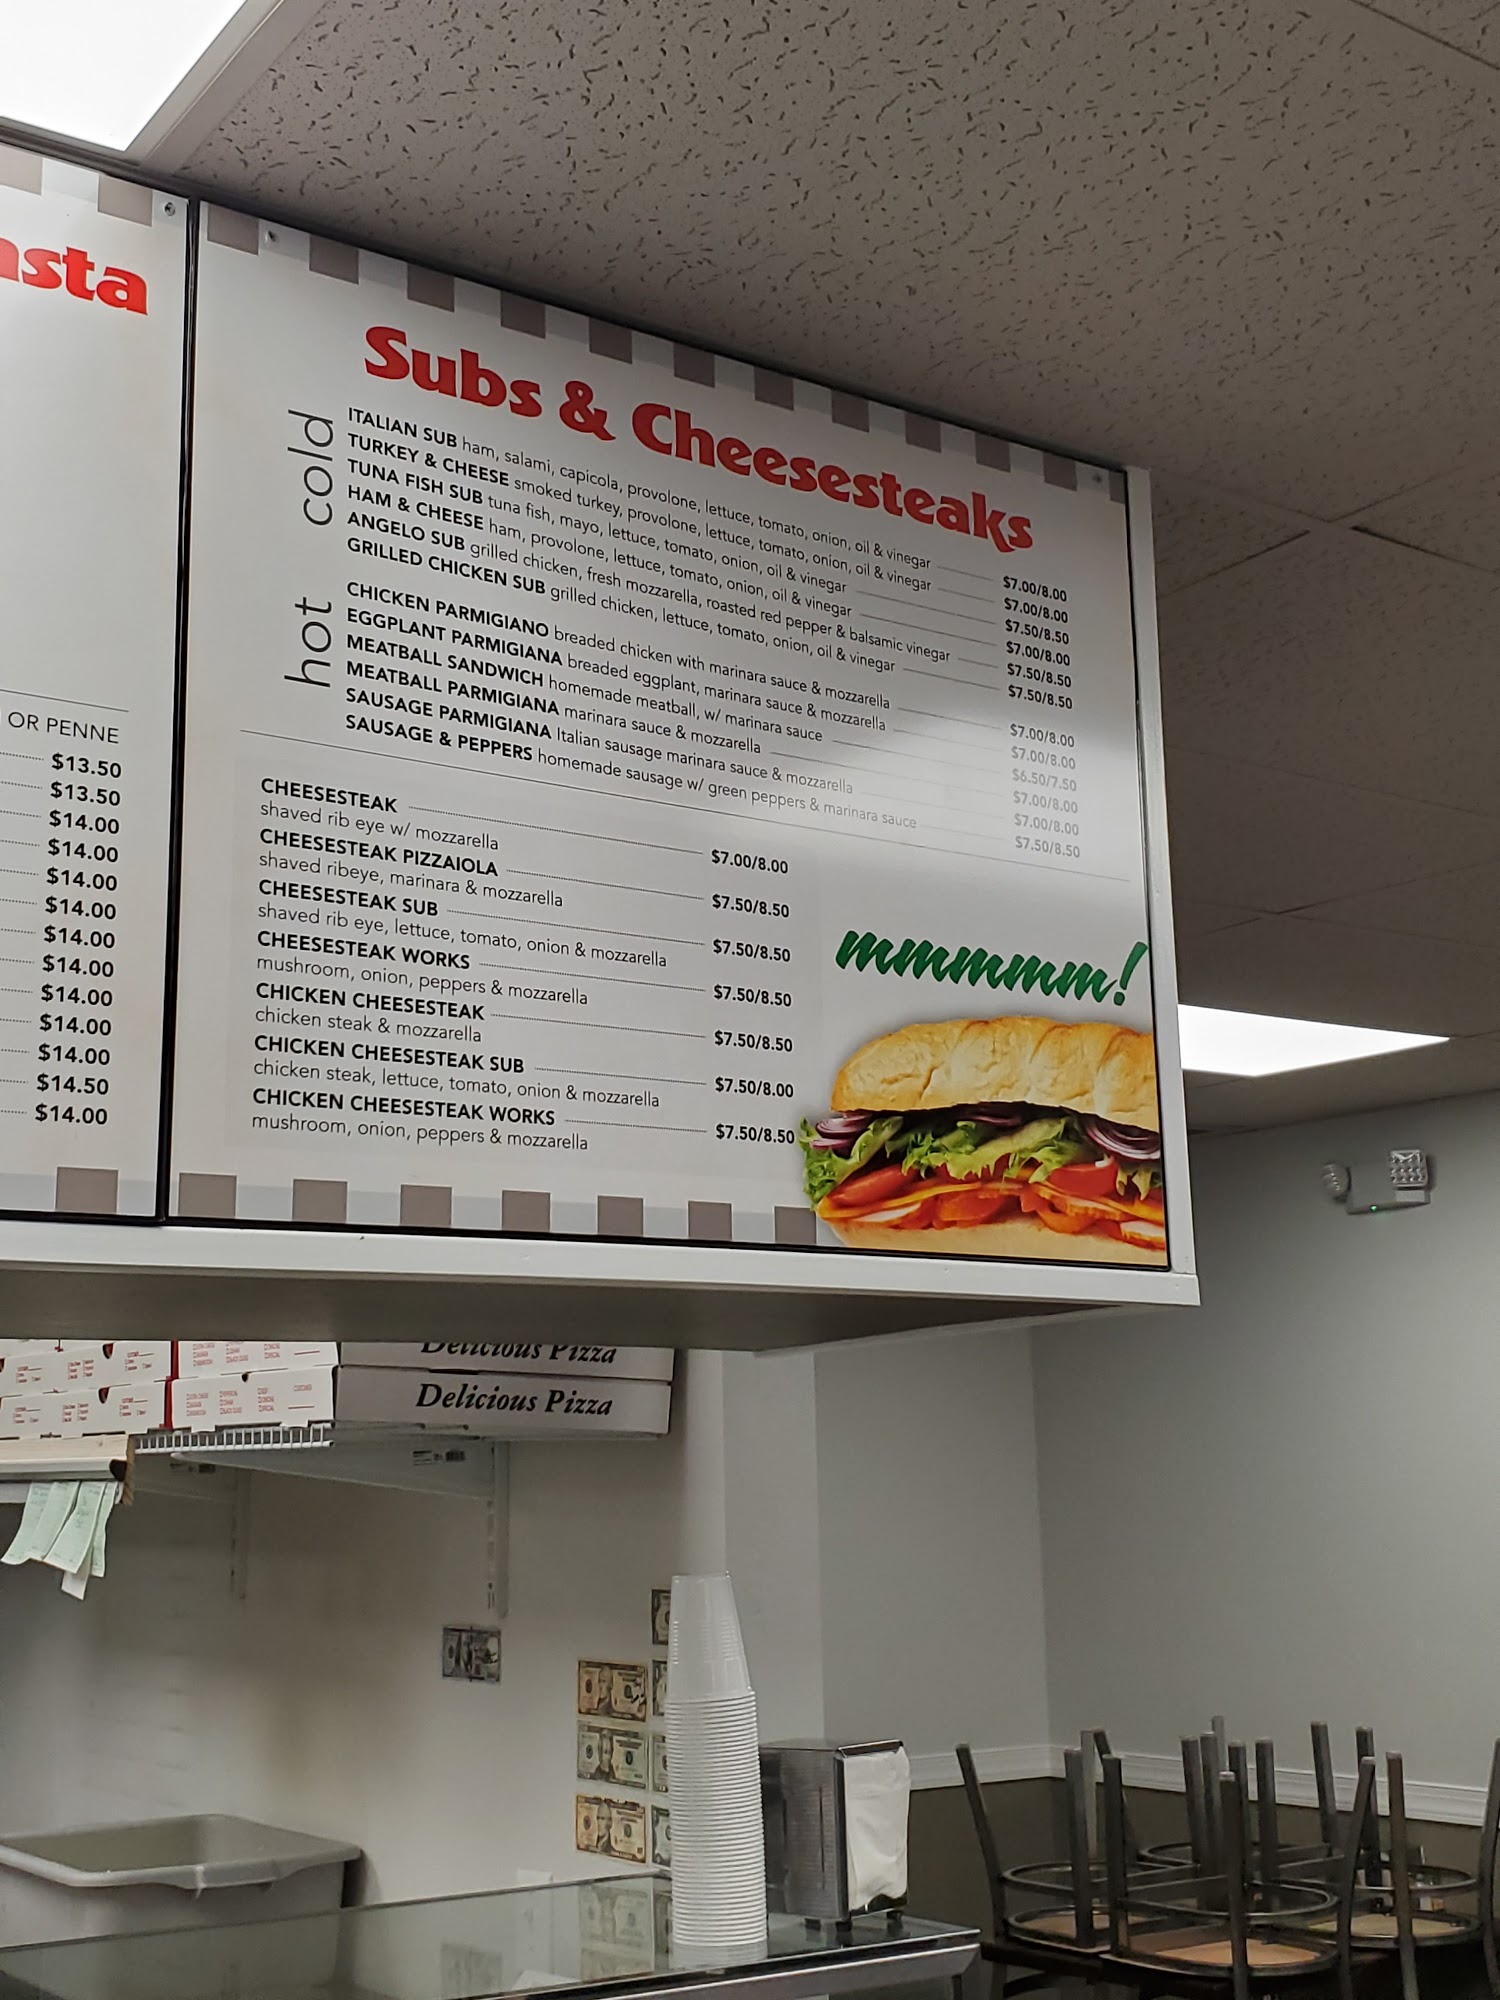 asta
OR PENNE
$13.50
$13.50
$14.00
$14.00
$14.00
$14.00
$14.00
$14.00
$14.00
$14.00
$14.00
$14.50
$14.00
Subs & Cheesesteaks
cold
ITALIAN SUB ham, salami, capicola, provolone, lettuce, tomato, onion, oil & vinegar $7.00/8.00
TURKEY & CHEESE smoked turkey, provolone, lettuce, tomato, onion, oil & vinegar $7.00/8.00
TUNA FISH SUB tuna fish, mayo, lettuce, tomato, onion, oil & vinegar $7.50/8.50
HAM & CHEESE ham, provolone, lettuce, tomato, onion, oil & vinegar $7.00/8.00
ANGELO SUB grilled chicken, fresh mozzarella, roasted red pepper & balsamic vinegar $7.50/8.50
GRILLED CHICKEN SUB grilled chicken, lettuce, tomato, onion, oil & vinegar $7.50/8.50
hot
CHICKEN PARMIGIANO breaded chicken with marinara sauce & mozzarella $7.00/8.00
EGGPLANT PARMIGIANA breaded eggplant, marinara sauce & mozzarella $7.00/8.00
MEATBALL SANDWICH homemade meatball, w/ marinara sauce $6.50/7.50
MEATBALL PARMIGIANA marinara sauce & mozzarella $7.00/8.00
SAUSAGE PARMIGIANA Italian sausage marinara sauce & mozzarella $7.00/8.00
SAUSAGE & PEPPERS homemade sausage w/ green peppers & marinara sauce $7.50/8.50
CHEESESTEAK $7.00/8.00
shaved rib eye w/ mozzarella
CHEESESTEAK PIZZAIOLA $7.50/8.50
shaved ribeye, marinara & mozzarella
CHEESESTEAK SUB $7.50/8.50
shaved rib eye, lettuce, tomato, onion & mozzarella
CHEESESTEAK WORKS $7.50/8.50
mushroom, onion, peppers & mozzarella
CHICKEN CHEESESTEAK $7.50/8.50
chicken steak & mozzarella
CHICKEN CHEESESTEAK SUB $7.50/8.00
chicken steak, lettuce, tomato, onion & mozzarella
CHICKEN CHEESESTEAK WORKS $7.50/8.50
mushroom, onion, peppers & mozzarella
mmmmmm!
Delicious Pizza
Delicious Pizza